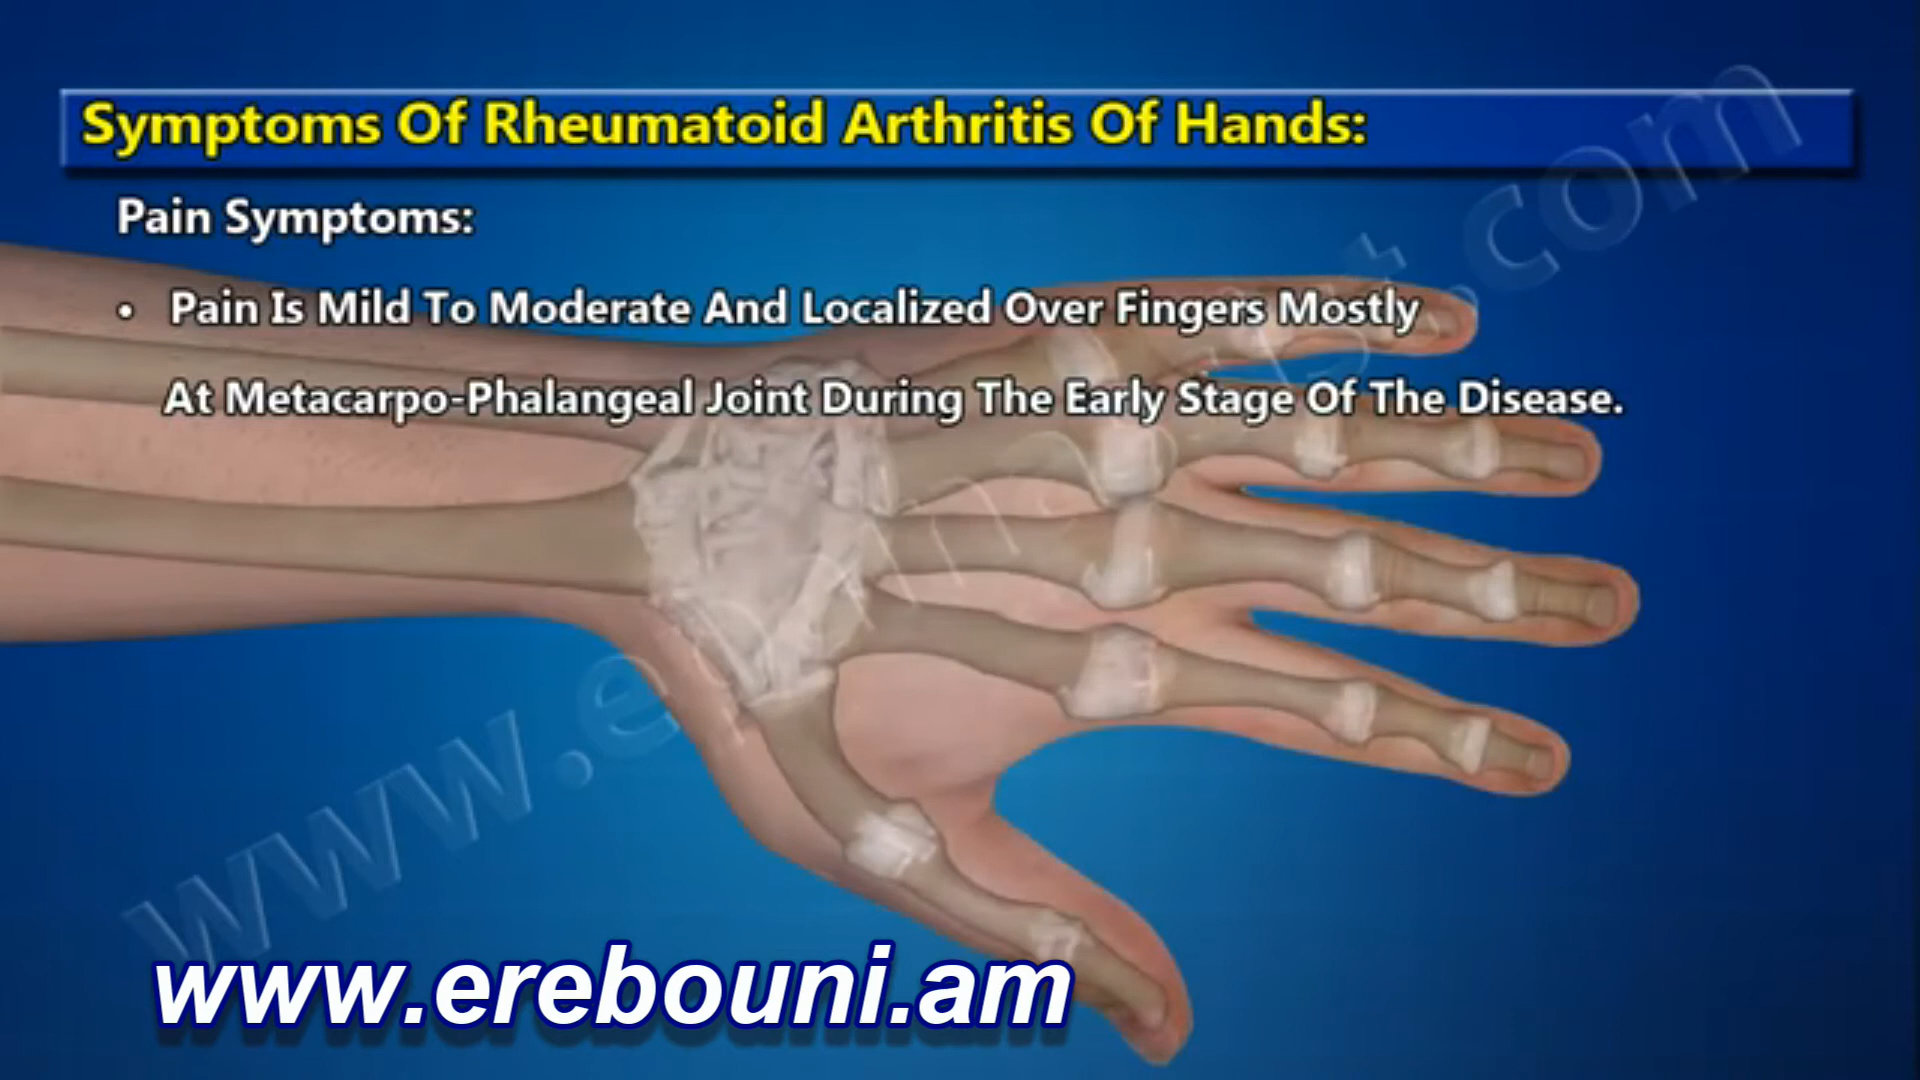 Symptoms Of Rheumatoid Arthritis Of Hands:
Pain Symptoms:
• Pain Is Mild To Moderate And Localized Over Fingers Mostly
At Metacarpo-Phalangeal Joint During The Early Stage Of The Disease.
www.erebouni.am